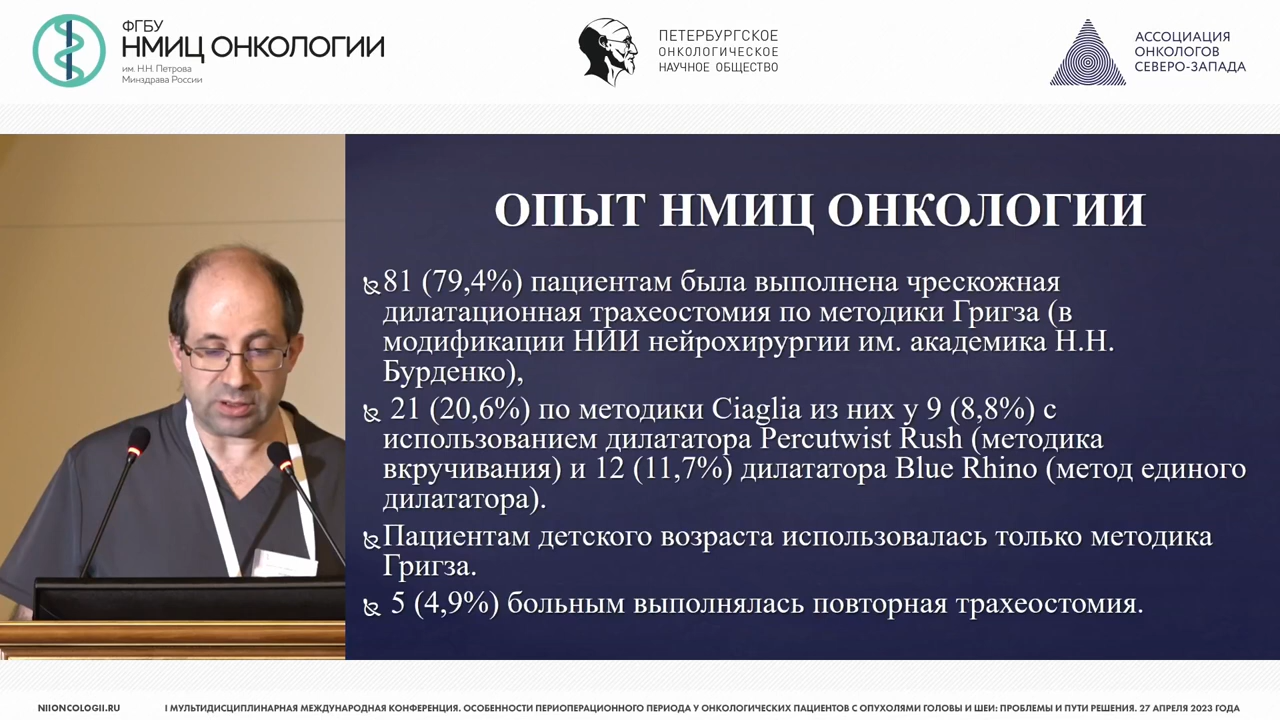 ФГБУ
НМИЦ ОНКОЛОГИИ
им. Н.Н. Петрова
Минздрава России
ПЕТЕРБУРГСКОЕ
ОНКОЛОГИЧЕСКОЕ
НАУЧНОЕ ОБЩЕСТВО
АССОЦИАЦИЯ
ОНКОЛОГОВ
СЕВЕРО-ЗАПАДА
ОПЫТ НМИЦ ОНКОЛОГИИ
81 (79,4%) пациентам была выполнена чрескожная
дилатационная трахеостомия по методики Григза (в
модификации НИИ нейрохирургии им. академика Н.Н.
Бурденко),
21 (20,6%) по методики Ciaglia из них у 9 (8,8%) с
использованием дилататора Percutwist Rush (методика
вкручивания) и 12 (11,7%) дилататора Blue Rhino (метод единого
дилататора).
Пациентам детского возраста использовалась только методика
Григза.
5 (4,9%) больным выполнялась повторная трахеостомия.
NIIONCOLOGII.RU
I МУЛЬТИДИСЦИПЛИНАРНАЯ МЕЖДУНАРОДНАЯ КОНФЕРЕНЦИЯ. ОСОБЕННОСТИ ПЕРИОПЕРАЦИОННОГО ПЕРИОДА У ОНКОЛОГИЧЕСКИХ ПАЦИЕНТОВ С ОПУХОЛЯМИ ГОЛОВЫ И ШЕИ: ПРОБЛЕМЫ И ПУТИ РЕШЕНИЯ. 27 АПРЕЛЯ 2023 ГОДА